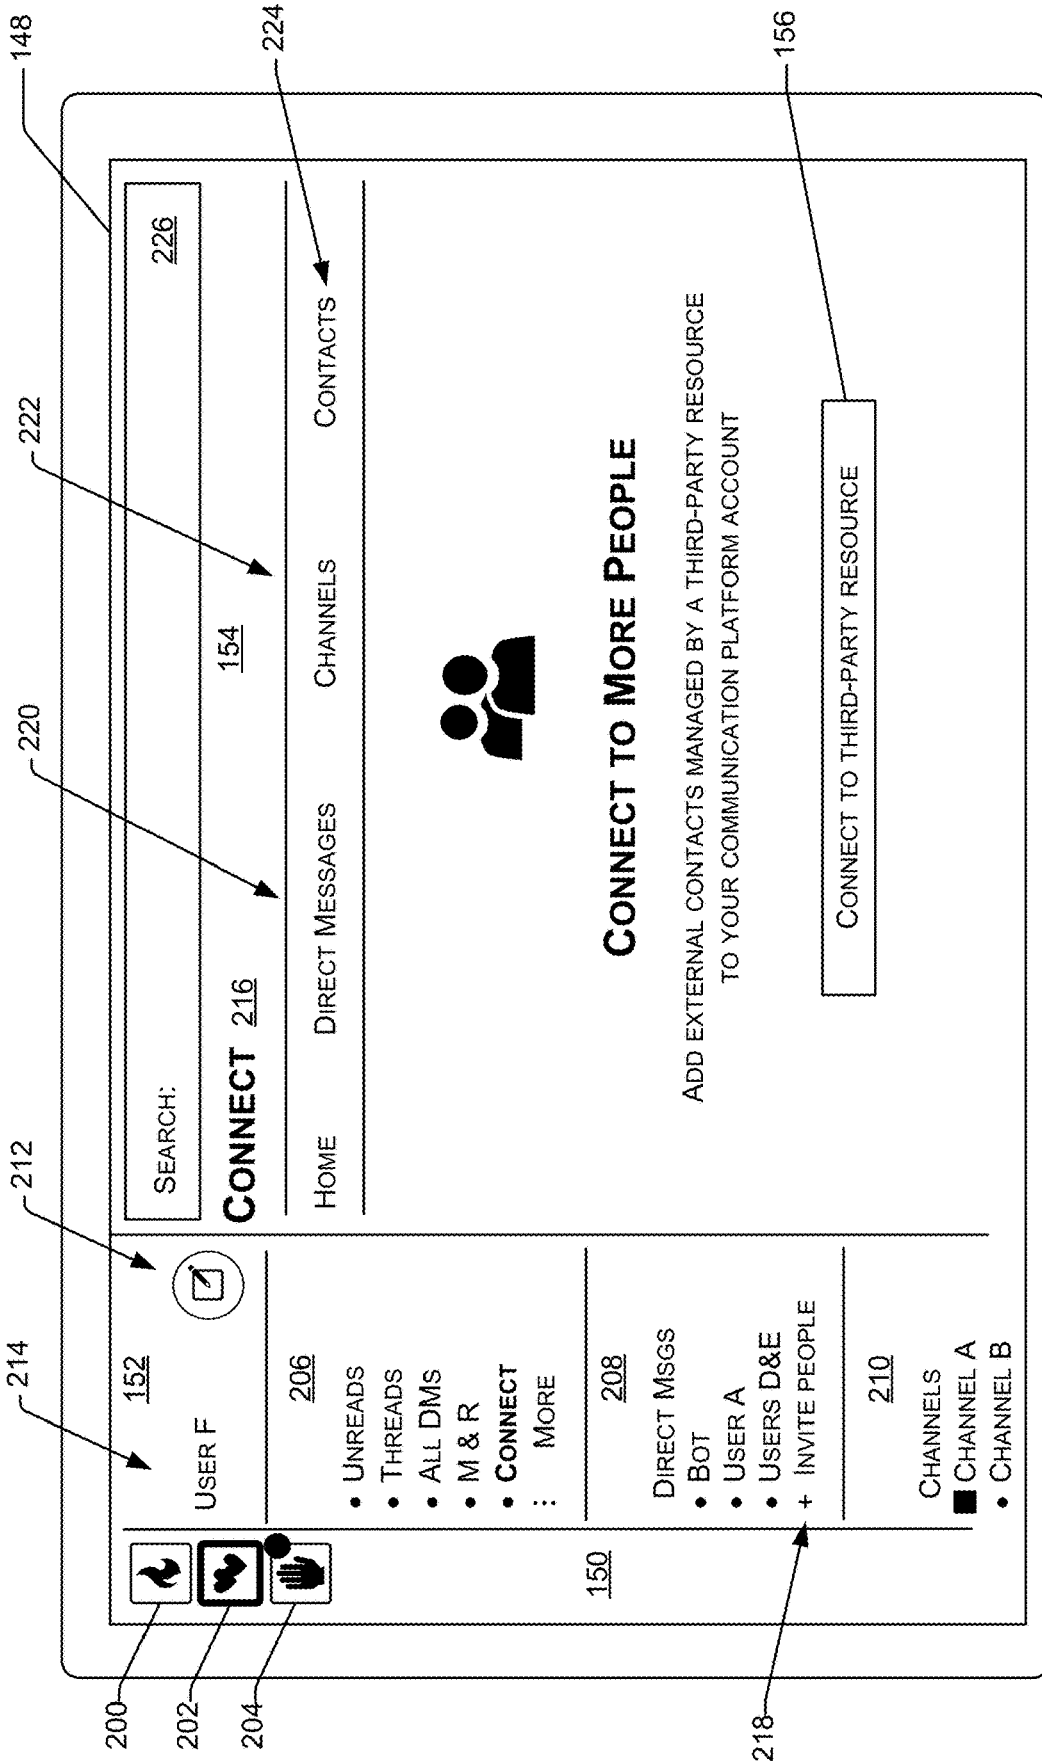 148
224
156
222
220
212
214
200
202
204
218
150
152
USER F
206
• UNREADS
• THREADS
• ALL DMS
• M & R
• CONNECT
⋮ MORE
208
DIRECT MSGS
• BOT
• USER A
• USERS D&E
+ INVITE PEOPLE
210
CHANNELS
■ CHANNEL A
• CHANNEL B
SEARCH: 226
CONNECT 216 154
HOME DIRECT MESSAGES CHANNELS CONTACTS
CONNECT TO MORE PEOPLE
ADD EXTERNAL CONTACTS MANAGED BY A THIRD-PARTY RESOURCE
TO YOUR COMMUNICATION PLATFORM ACCOUNT
CONNECT TO THIRD-PARTY RESOURCE